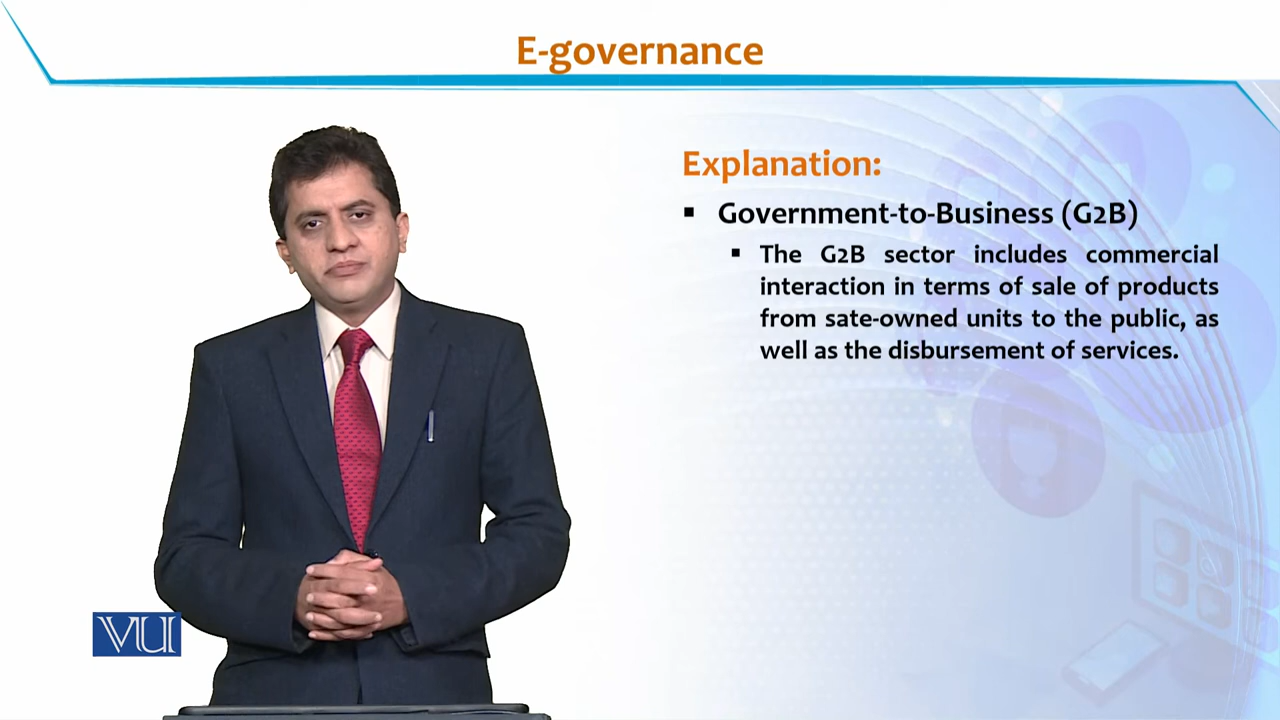 E-governance
Explanation:
▪ Government-to-Business (G2B)
▪ The G2B sector includes commercial
interaction in terms of sale of products
from sate-owned units to the public, as
well as the disbursement of services.
VU